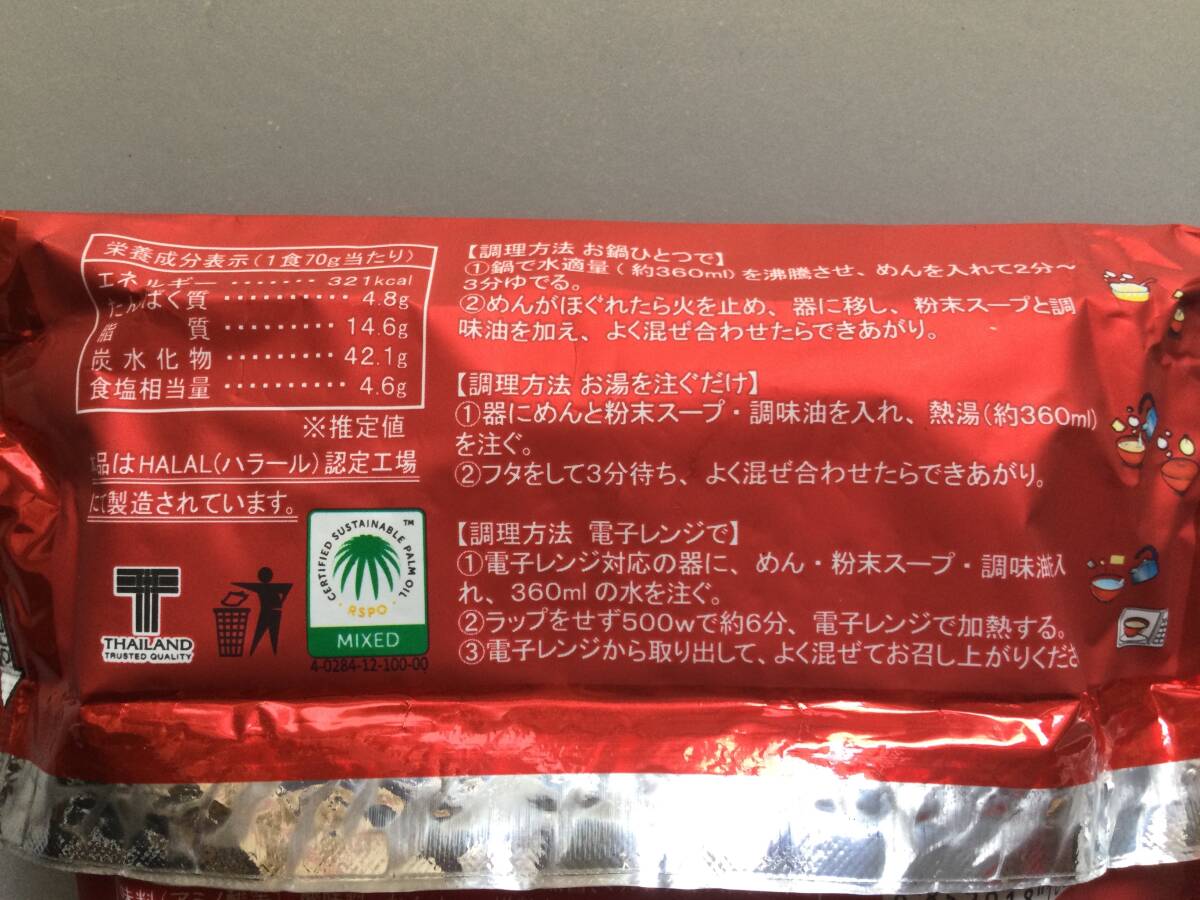 栄養成分表示(1食70g当たり)
エネルギー ‥‥‥‥ 321kcal
たんぱく質 ‥‥‥‥‥ 4.8g
脂質 ‥‥‥‥‥ 14.6g
炭水化物 ‥‥‥‥‥ 42.1g
食塩相当量 ‥‥‥‥‥‥ 4.6g
※推定値
品はHALAL(ハラール)認定工場
にて製造されています。
THAILAND
TRUSTED QUALITY
CERTIFIED SUSTAINABLE PALM OIL ™
RSPO
MIXED
4-0284-12-100-00
【調理方法 お鍋ひとつで】
①鍋で水適量(約360ml)を沸騰させ、めんを入れて2分～
3分ゆでる。
②めんがほぐれたら火を止め、器に移し、粉末スープと調
味油を加え、よく混ぜ合わせたらできあがり。
【調理方法 お湯を注ぐだけ】
①器にめんと粉末スープ・調味油を入れ、熱湯(約360ml)
を注ぐ。
②フタをして3分待ち、よく混ぜ合わせたらできあがり。
【調理方法 電子レンジで】
①電子レンジ対応の器に、めん・粉末スープ・調味油入
れ、360mlの水を注ぐ。
②ラップをせず500wで約6分、電子レンジで加熱する。
③電子レンジから取り出して、よく混ぜてお召し上がりくださ